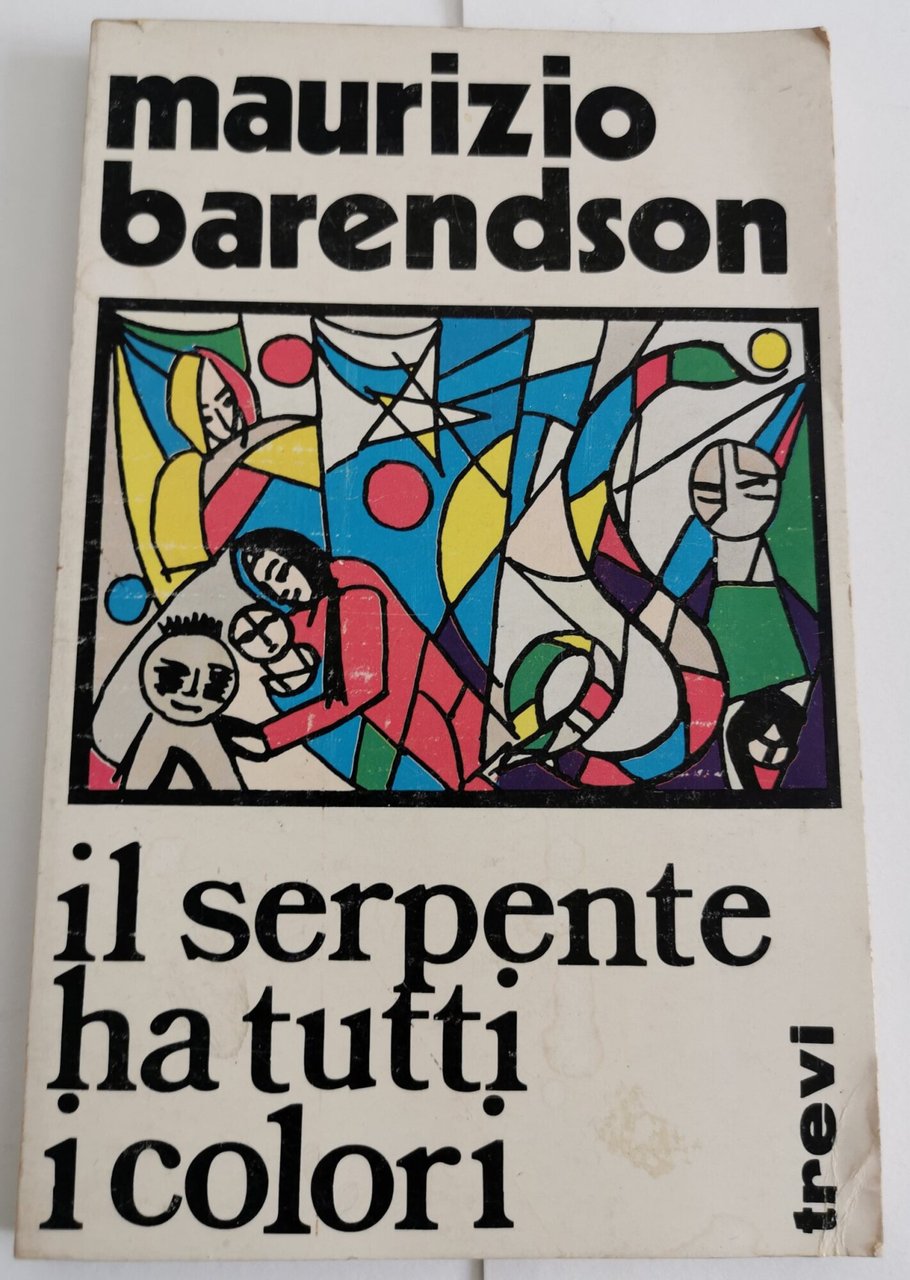 maurizio
barendson
il serpente
ha tutti
i colori
trevi